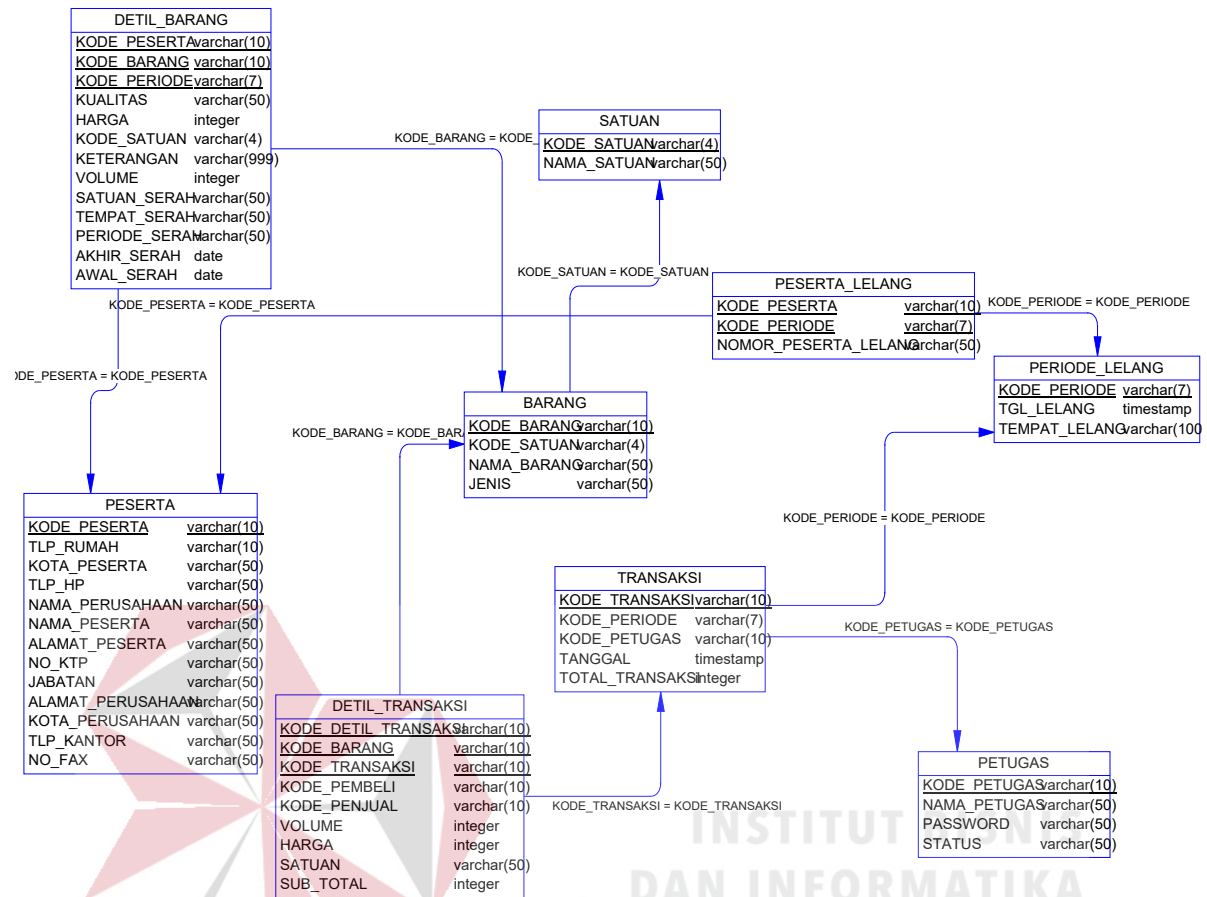 DETIL_BARANG
KODE_PESERTA varchar(10)
KODE_BARANG varchar(10)
KODE_PERIODE varchar(7)
KUALITAS varchar(50)
HARGA integer
KODE_SATUAN varchar(4)
KETERANGAN varchar(999)
VOLUME integer
SATUAN_SERAH varchar(50)
TEMPAT_SERAH varchar(50)
PERIODE_SERAH varchar(50)
AKHIR_SERAH date
AWAL_SERAH date
KODE_BARANG = KODE_
SATUAN
KODE_SATUAN varchar(4)
NAMA_SATUAN varchar(50)
KODE_SATUAN = KODE_SATUAN
PESERTA_LELANG
KODE_PESERTA varchar(10)
KODE_PERIODE varchar(7)
NOMOR_PESERTA_LELANG varchar(50)
KODE_PERIODE = KODE_PERIODE
KODE_PESERTA = KODE_PESERTA
PERIODE_LELANG
KODE_PERIODE varchar(7)
TGL_LELANG timestamp
TEMPAT_LELANG varchar(100
ODE_PESERTA = KODE_PESERTA
BARANG
KODE_BARANG varchar(10)
KODE_SATUAN varchar(4)
NAMA_BARANG varchar(50)
JENIS varchar(50)
KODE_BARANG = KODE_BARA
PESERTA
KODE_PESERTA varchar(10)
TLP_RUMAH varchar(10)
KOTA_PESERTA varchar(50)
TLP_HP varchar(50)
NAMA_PERUSAHAAN varchar(50)
NAMA_PESERTA varchar(50)
ALAMAT_PESERTA varchar(50)
NO_KTP varchar(50)
JABATAN varchar(50)
ALAMAT_PERUSAHAAN varchar(50)
KOTA_PERUSAHAAN varchar(50)
TLP_KANTOR varchar(50)
NO_FAX varchar(50)
KODE_PERIODE = KODE_PERIODE
TRANSAKSI
KODE_TRANSAKSI varchar(10)
KODE_PERIODE varchar(7)
KODE_PETUGAS varchar(10)
TANGGAL timestamp
TOTAL_TRANSAKSI integer
KODE_PETUGAS = KODE_PETUGAS
DETIL_TRANSAKSI
KODE_DETIL_TRANSAKSI varchar(10)
KODE_BARANG varchar(10)
KODE_TRANSAKSI varchar(10)
KODE_PEMBELI varchar(10)
KODE_PENJUAL varchar(10)
VOLUME integer
HARGA integer
SATUAN varchar(50)
SUB_TOTAL integer
KODE_TRANSAKSI = KODE_TRANSAKSI
PETUGAS
KODE_PETUGAS varchar(10)
NAMA_PETUGAS varchar(50)
PASSWORD varchar(50)
STATUS varchar(50)
INSTITUT BISNIS
DAN INFORMATIKA